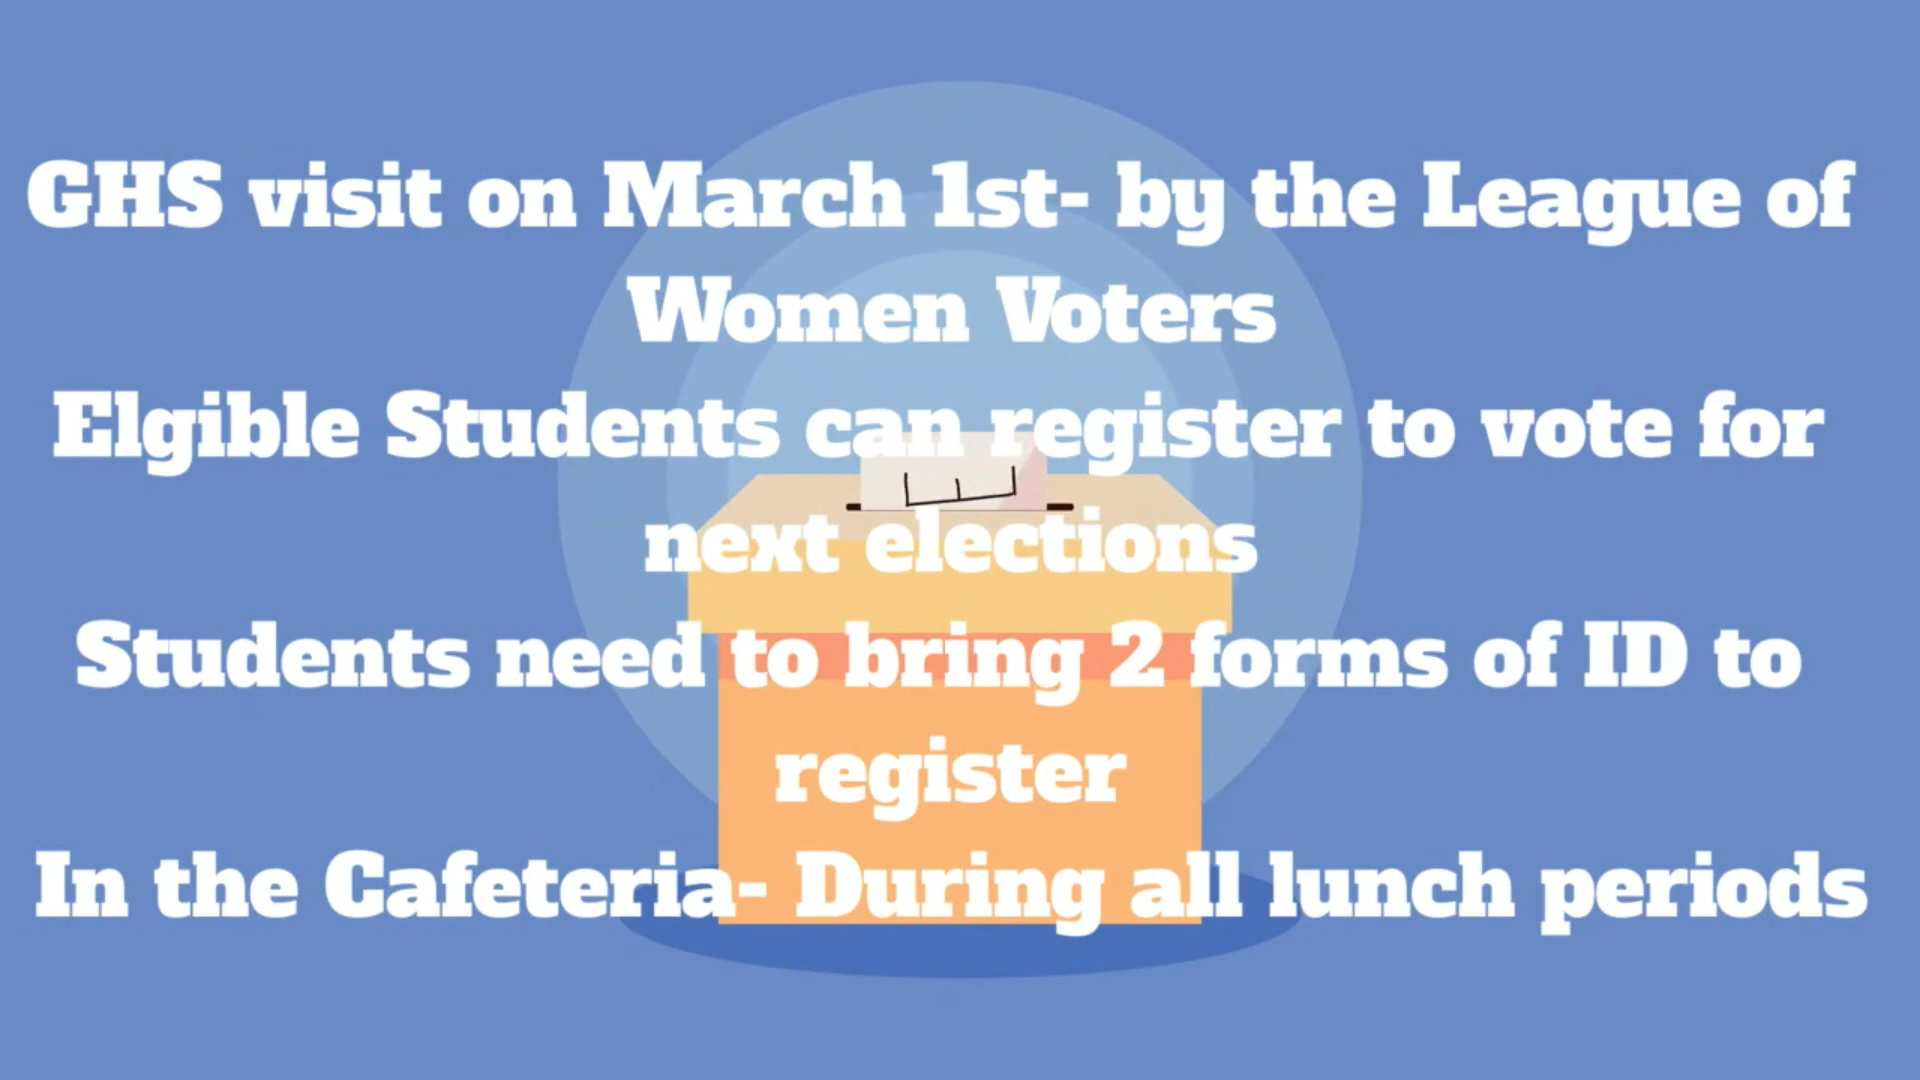 GHS visit on March 1st- by the League of
Women Voters
Elgible Students can register to vote for
next elections
Students need to bring 2 forms of ID to
register
In the Cafeteria- During all lunch periods